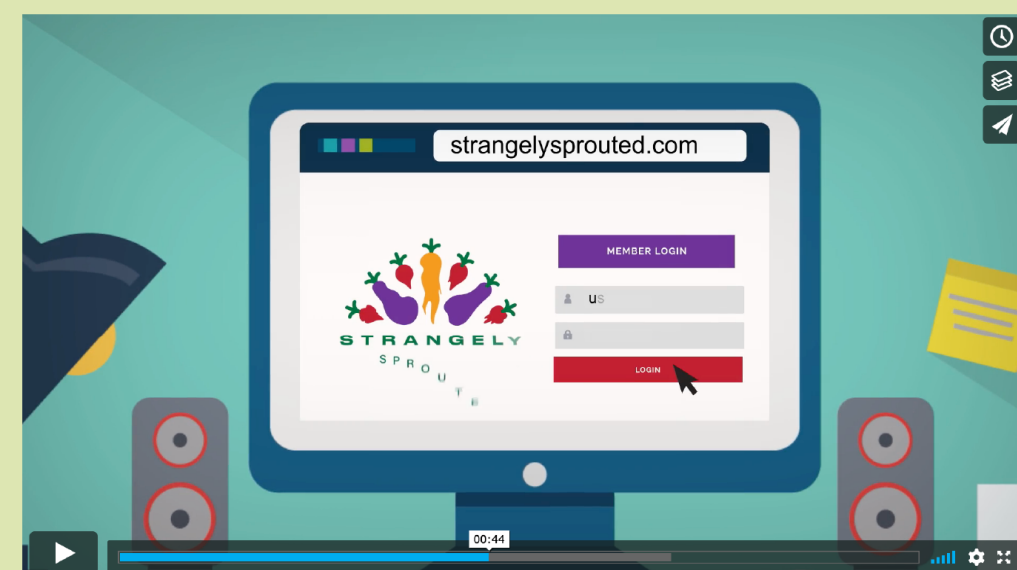 strangelysprouted.com
MEMBER LOGIN
us
STRANGELY
SPROUTE
LOGIN
00:44